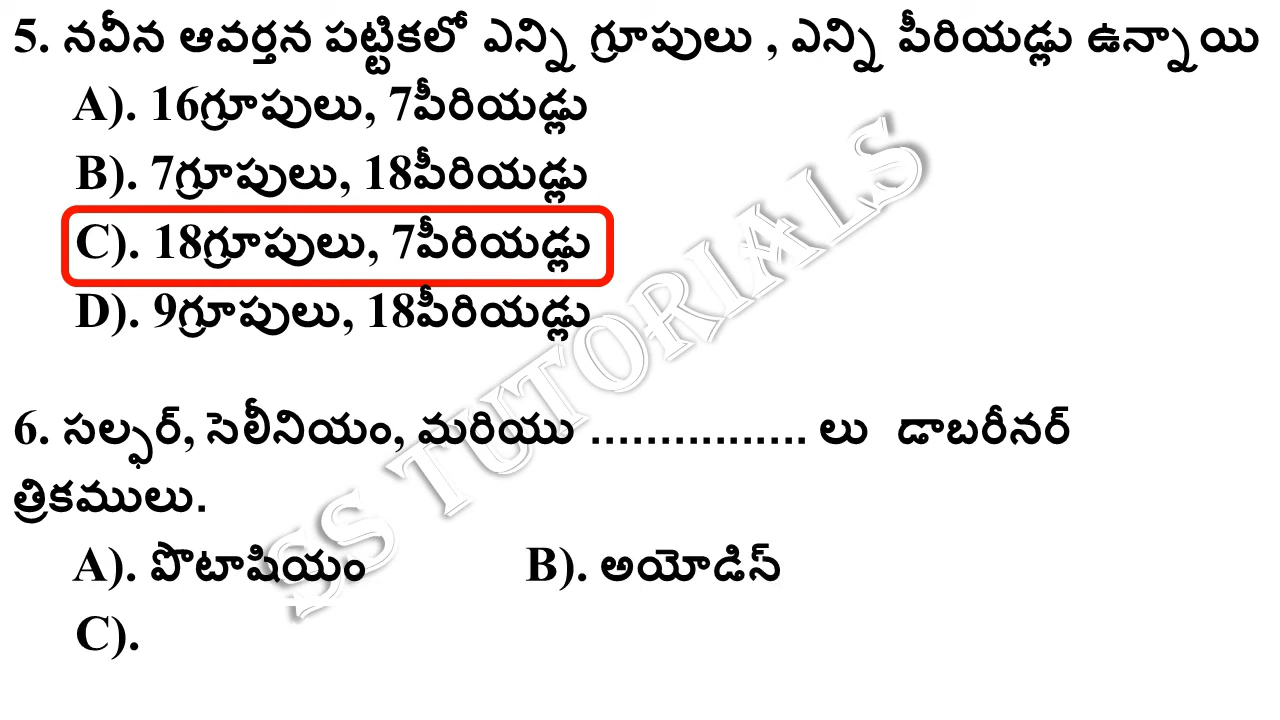 5. నవీన ఆవర్తన పట్టికలో ఎన్ని గ్రూపులు , ఎన్ని పీరియడ్లు ఉన్నాయి
A). 16గ్రూపులు, 7పీరియడ్లు
B). 7గ్రూపులు, 18పీరియడ్లు
C). 18గ్రూపులు, 7పీరియడ్లు
D). 9గ్రూపులు, 18పీరియడ్లు
6. సల్ఫర్, సెలీనియం, మరియు ................ లు డాబరీనర్
త్రికములు.
A). పొటాషియం B). అయోడిన్
C).
SS TUTORIALS